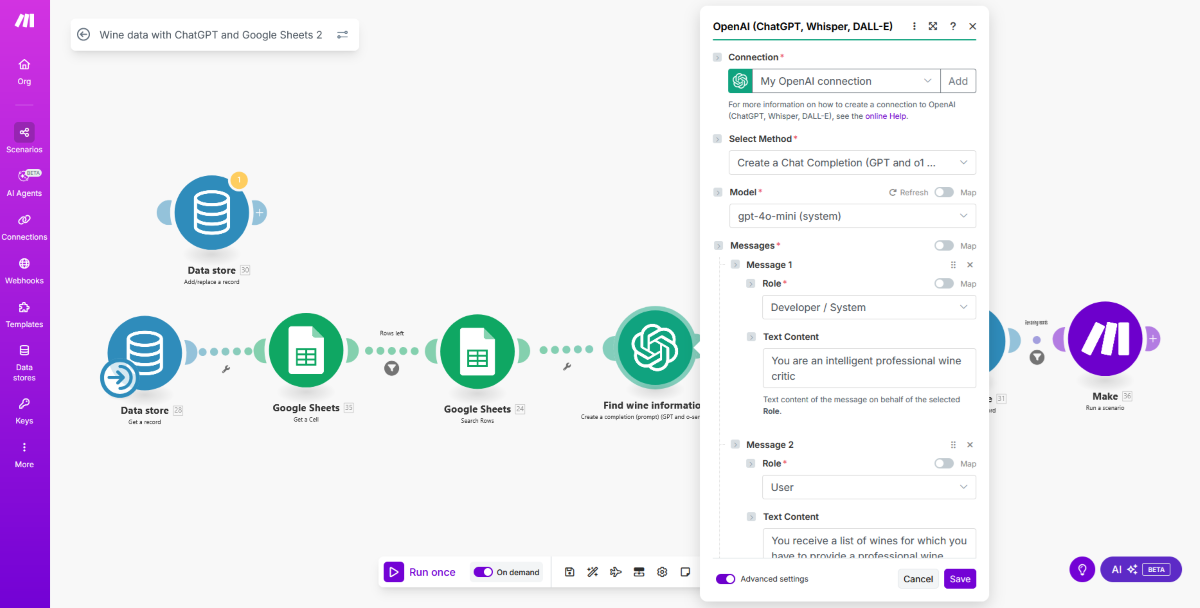 Org
Scenarios
BETA
AI Agents
Connections
Webhooks
Templates
Data
stores
Keys
More
Wine data with ChatGPT and Google Sheets 2
1
Data store 30
Add/replace a record
Data store 28
Get a record
Google Sheets 35
Get a Cell
Rows left
Google Sheets 24
Search Rows
Find wine informatio
Create a completion (prompt) (GPT and o-ser
Run once
On demand
OpenAI (ChatGPT, Whisper, DALL-E)
?
Connection*
My OpenAI connection
Add
For more information on how to create a connection to OpenAI
(ChatGPT, Whisper, DALL-E), see the online Help.
Select Method*
Create a Chat Completion (GPT and o1 ...
Model*
Refresh
Map
gpt-4o-mini (system)
Messages*
Map
Message 1
Role*
Map
Developer / System
Text Content
You are an intelligent professional wine
critic
Text content of the message on behalf of the selected
Role.
Message 2
Role*
Map
User
Text Content
You receive a list of wines for which you
have to provide a professional wine
Advanced settings
Cancel
Save
e 31
ord
Make 36
Run a scenario
AI
BETA